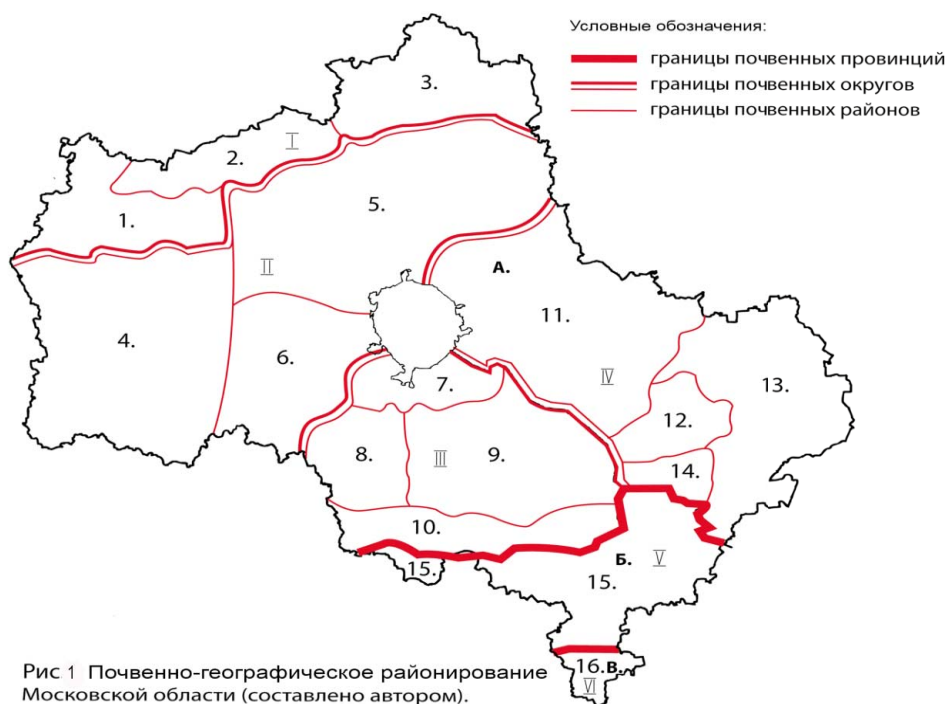 Условные обозначения:
границы почвенных провинций
границы почвенных округов
границы почвенных районов
3.
2.
I
1.
5.
А.
II
4.
11.
6.
IV
13.
7.
12.
8.
III
9.
14.
10.
15.
Б.
V
15.
16.
В.
VI
Рис 1 Почвенно-географическое районирование
Московской области (составлено автором).